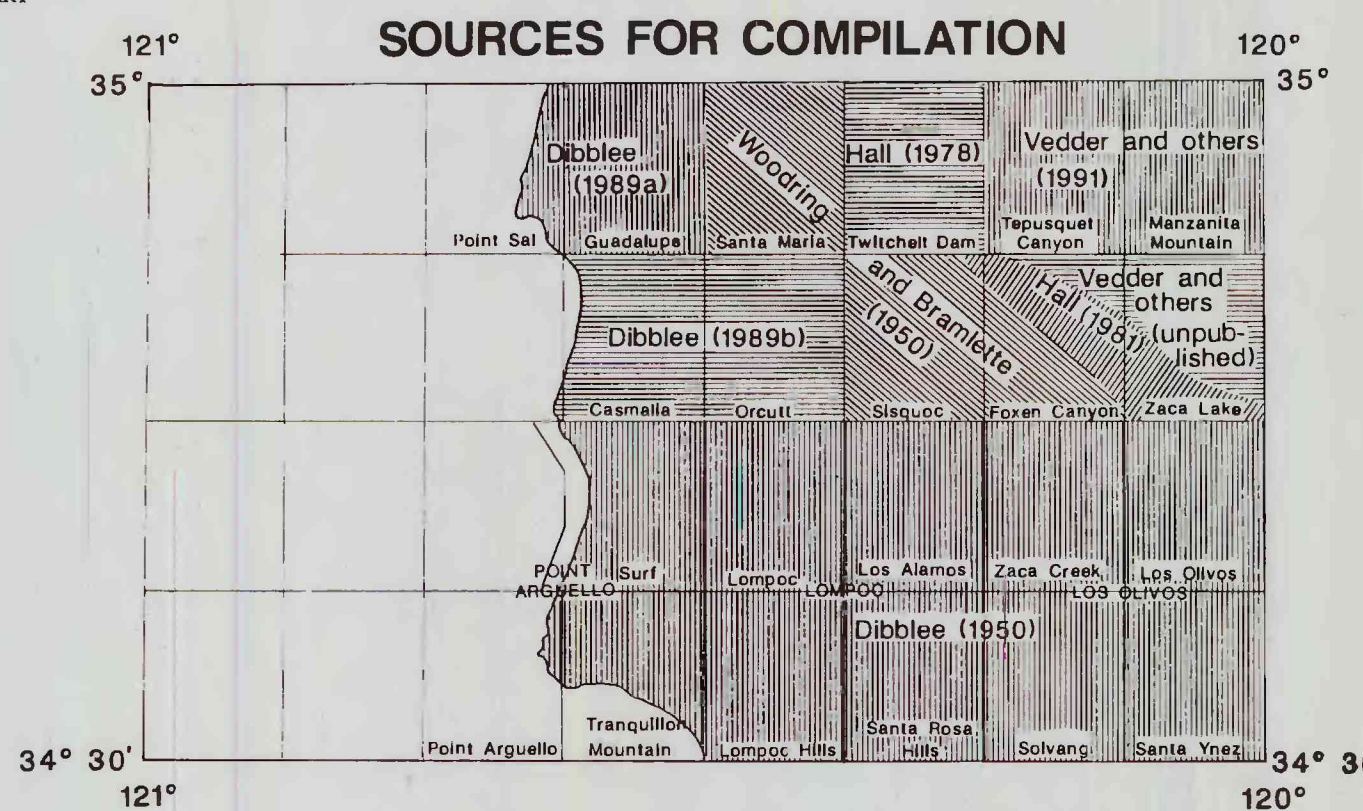 SOURCES FOR COMPILATION
121°
120°
35°
35°
Dibblee
(1989a)
Woodring
Hall (1978)
Vedder and others
(1991)
Point Sal
Guadalupe
Santa Maria
Twitchell Dam
Tepusquet
Canyon
Manzanita
Mountain
Dibblee (1989b)
and Bramlette
(1950)
Hall (1981)
Vedder and
others
(unpub-
lished)
Casmalia
Orcutt
Sisquoc
Foxen Canyon
Zaca Lake
POINT
ARGUELLO
Surf
Lompoc
LOMPOC
Los Alamos
Zaca Creek
Los Olivos
LOS OLIVOS
Dibblee (1950)
Point Arguello
Tranquillon
Mountain
Lompoc Hills
Santa Rosa
Hills
Solvang
Santa Ynez
34° 30'
34° 3
121°
120°